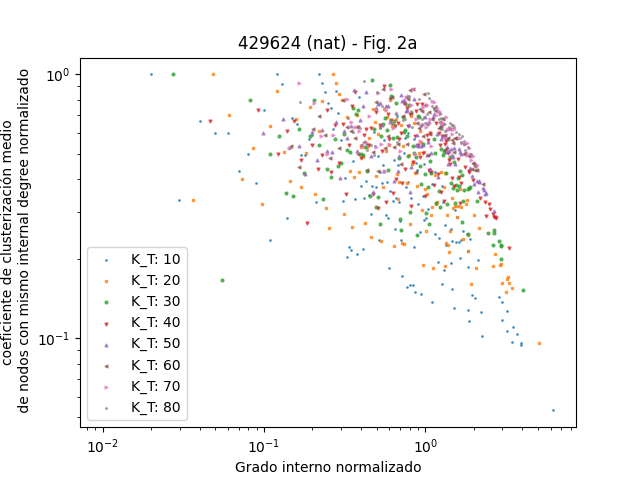 429624 (nat) - Fig. 2a
coeficiente de clusterización medio
de nodos con mismo internal degree normalizado
10⁰
10⁻¹
K_T: 10
K_T: 20
K_T: 30
K_T: 40
K_T: 50
K_T: 60
K_T: 70
K_T: 80
10⁻²
10⁻¹
10⁰
Grado interno normalizado